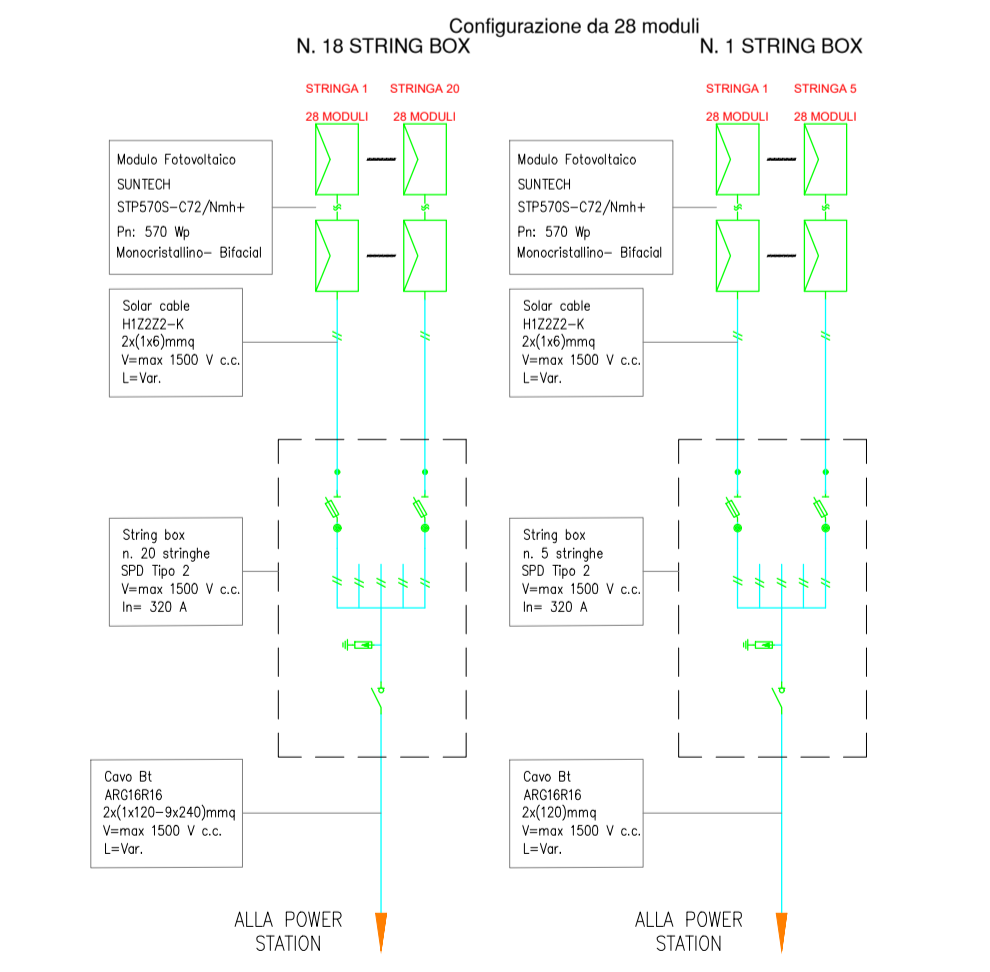 Configurazione da 28 moduli
N. 18 STRING BOX
N. 1 STRING BOX
STRINGA 1
STRINGA 20
28 MODULI
28 MODULI
STRINGA 1
STRINGA 5
28 MODULI
28 MODULI
Modulo Fotovoltaico
SUNTECH
STP570S-C72/Nmh+
Pn: 570 Wp
Monocristallino- Bifacial
Modulo Fotovoltaico
SUNTECH
STP570S-C72/Nmh+
Pn: 570 Wp
Monocristallino- Bifacial
Solar cable
H1Z2Z2-K
2x(1x6)mmq
V=max 1500 V c.c.
L=Var.
Solar cable
H1Z2Z2-K
2x(1x6)mmq
V=max 1500 V c.c.
L=Var.
String box
n. 20 stringhe
SPD Tipo 2
V=max 1500 V c.c.
In= 320 A
String box
n. 5 stringhe
SPD Tipo 2
V=max 1500 V c.c.
In= 320 A
Cavo Bt
ARG16R16
2x(1x120-9x240)mmq
V=max 1500 V c.c.
L=Var.
Cavo Bt
ARG16R16
2x(120)mmq
V=max 1500 V c.c.
L=Var.
ALLA POWER
STATION
ALLA POWER
STATION